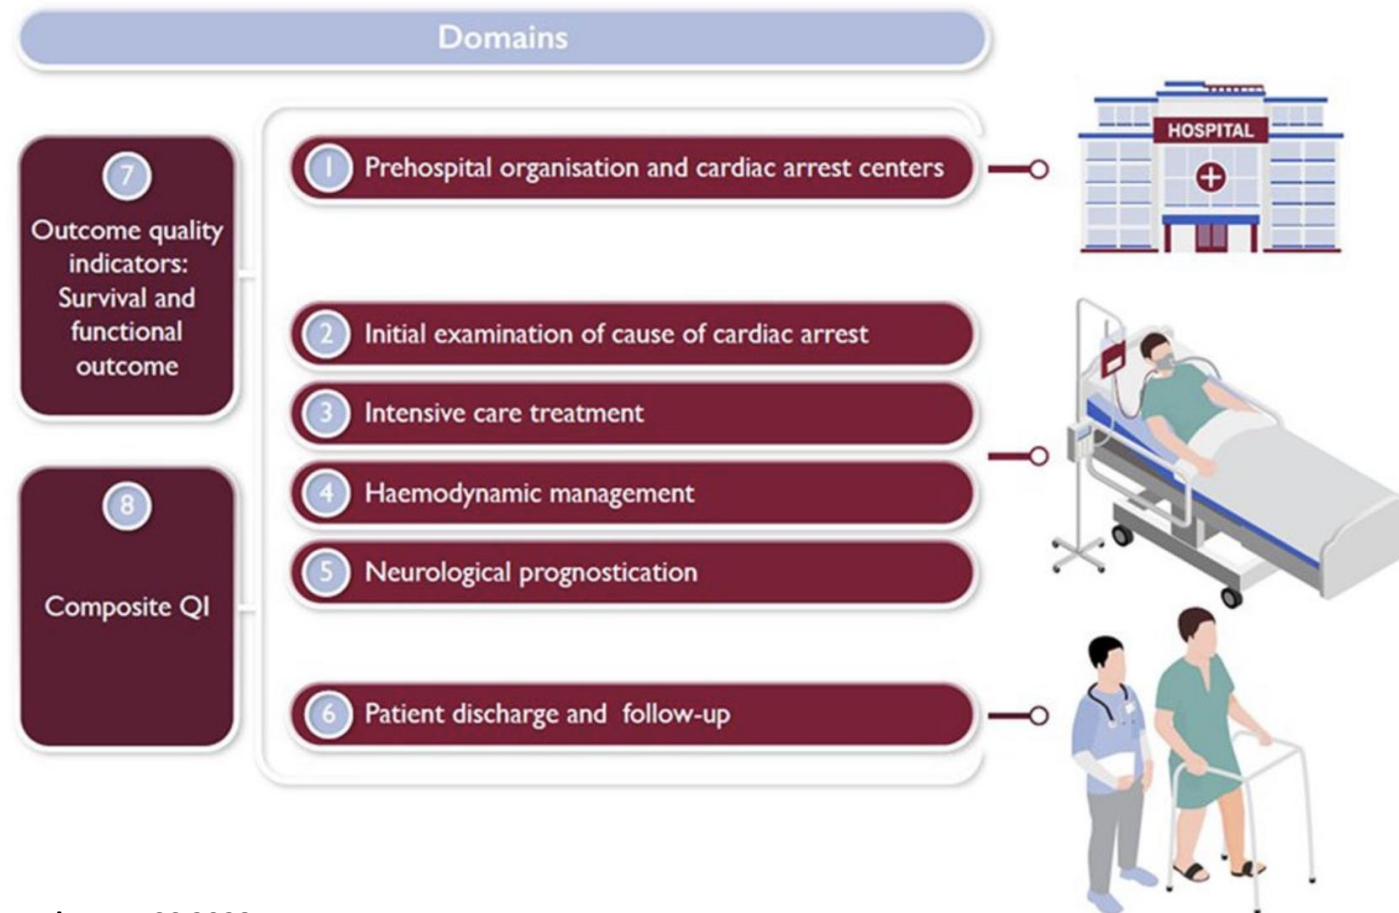 Domains
7
Outcome quality
indicators:
Survival and
functional
outcome
8
Composite QI
1 Prehospital organisation and cardiac arrest centers
2 Initial examination of cause of cardiac arrest
3 Intensive care treatment
4 Haemodynamic management
5 Neurological prognostication
6 Patient discharge and follow-up
HOSPITAL